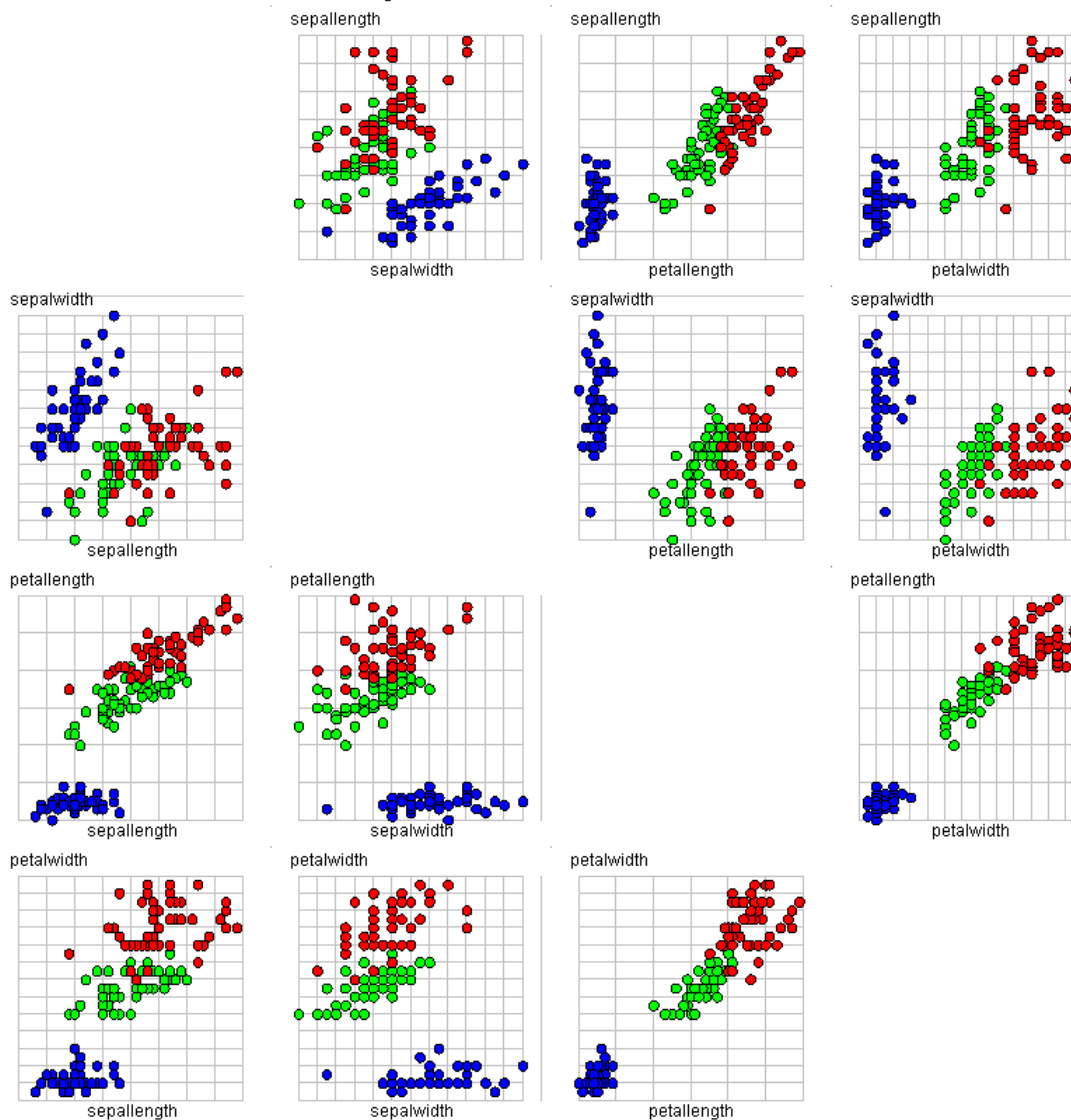 sepallength sepallength sepallength
sepalwidth petallength petalwidth
sepalwidth sepalwidth sepalwidth
sepallength petallength petalwidth
petallength petallength petallength
sepallength sepalwidth petalwidth
petalwidth petalwidth petalwidth
sepallength sepalwidth petallength